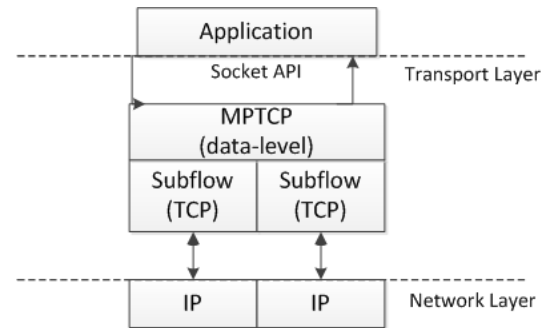 Application
Socket API
Transport Layer
MPTCP
(data-level)
Subflow
(TCP)
Subflow
(TCP)
IP
IP
Network Layer